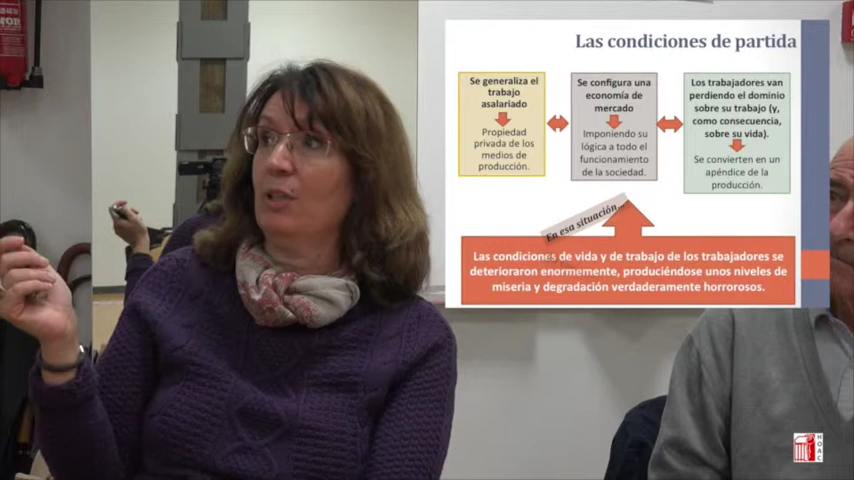 Las condiciones de partida
Se generaliza el
trabajo
asalariado
Propiedad
privada de los
medios de
producción.
Se configura una
economía de
mercado
Imponiendo su
lógica a todo el
funcionamiento
de la sociedad.
Los trabajadores van
perdiendo el dominio
sobre su trabajo (y,
como consecuencia,
sobre su vida).
Se convierten en un
apéndice de la
producción.
En esa situación...
Las condiciones de vida y de trabajo de los trabajadores se
deterioraron enormemente, produciéndose unos niveles de
miseria y degradación verdaderamente horrorosos.
HOAC